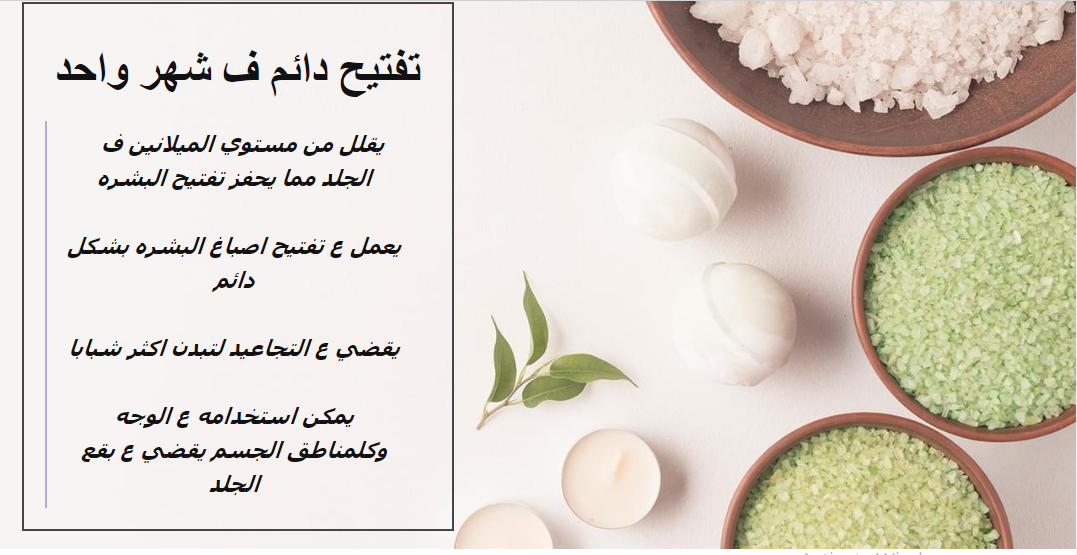 تفتيح دائم ف شهر واحد
يقلل من مستوي الميلانين ف
الجلد مما يحفز تفتيح البشره
يعمل ع تفتيح اصباغ البشره بشكل
دائم
يقضي ع التجاعيد لتبدن اكثر شبابا
يمكن استخدامه ع الوجه
وكلمناطق الجسم يقضي ع بقع
الجلد